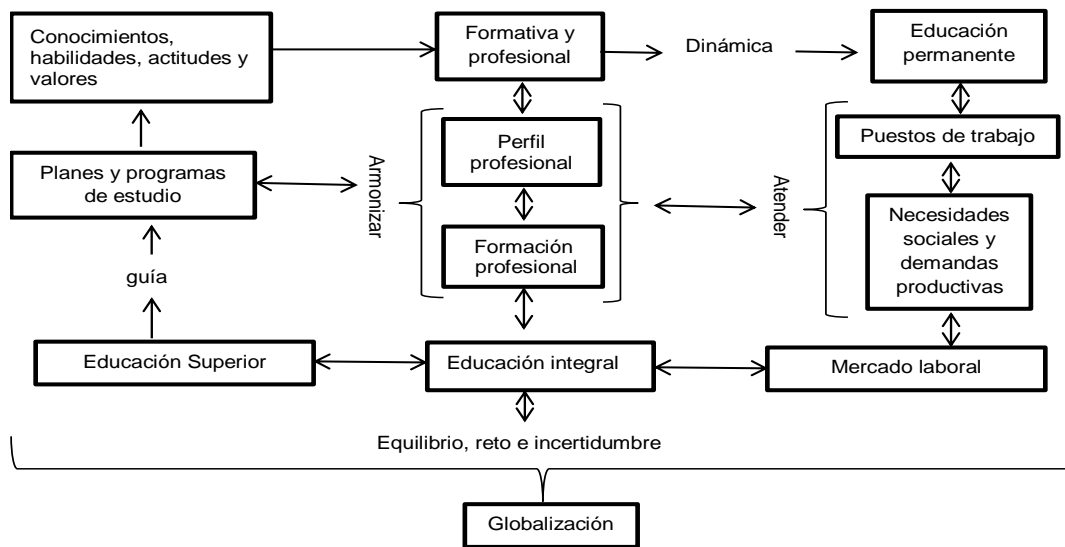 Conocimientos,
habilidades, actitudes y
valores
Formativa y
profesional
Dinámica
Educación
permanente
Planes y programas
de estudio
Armonizar
Perfil
profesional
Formación
profesional
Atender
Puestos de trabajo
Necesidades
sociales y
demandas
productivas
guía
Educación Superior
Educación integral
Mercado laboral
Equilibrio, reto e incertidumbre
Globalización